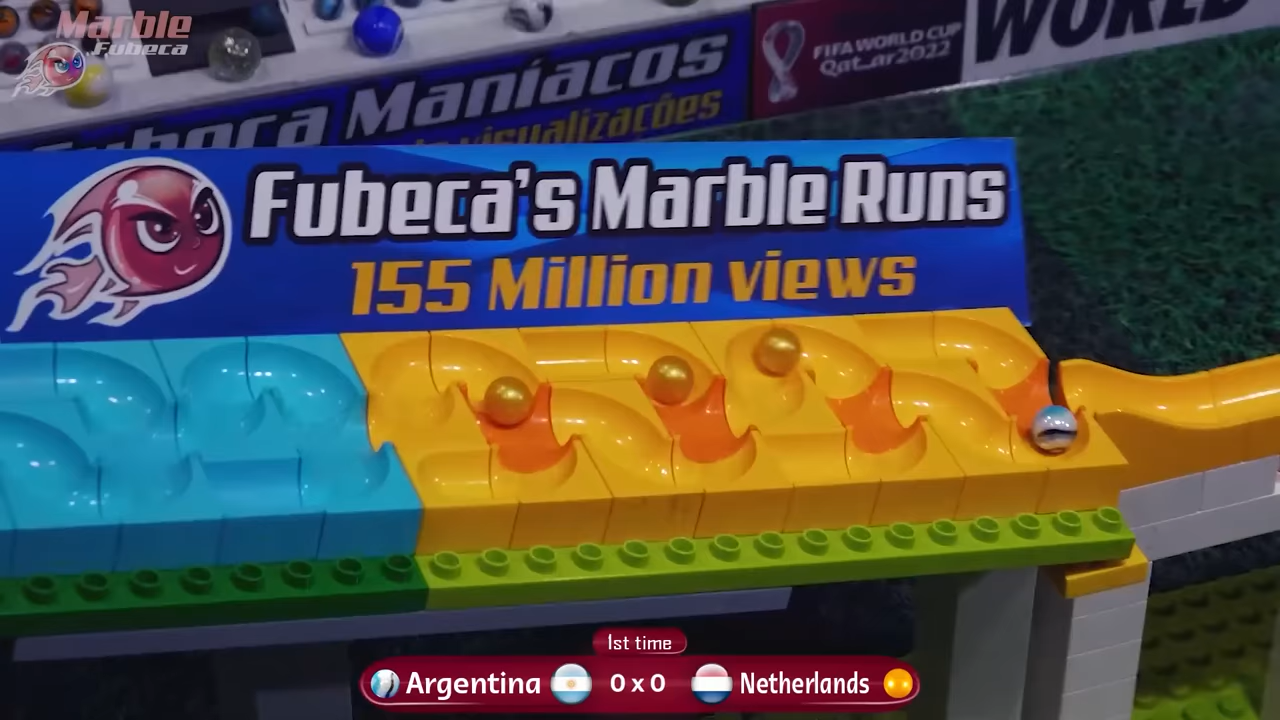 Marble
Fubeca
Maníacos
visualizações
FIFA WORLD CUP
Qatar2022
WORLD
Fubeca's Marble Runs
155 Million views
1st time
Argentina 0 x 0 Netherlands